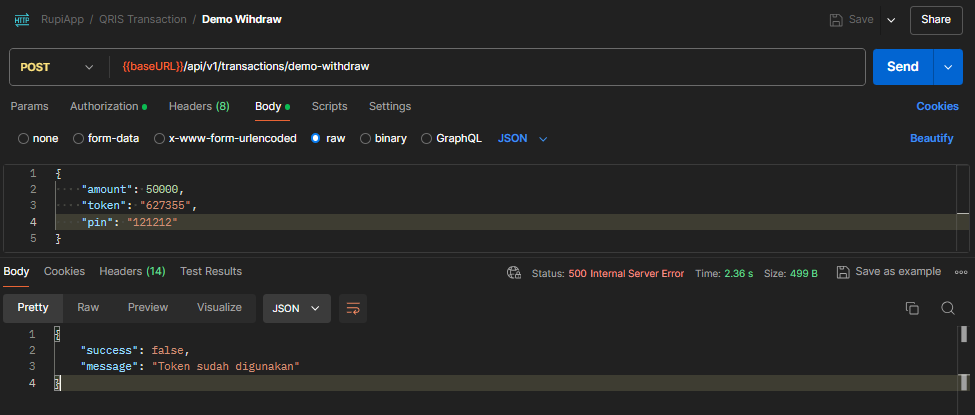 HTTP RupiApp / QRIS Transaction / Demo Wihdraw Save Share
POST {{baseURL}}/api/v1/transactions/demo-withdraw Send
Params Authorization Headers (8) Body Scripts Settings Cookies
none form-data x-www-form-urlencoded raw binary GraphQL JSON Beautify
1 {
2 "amount": 50000,
3 "token": "627355",
4 "pin": "121212"
5 }
Body Cookies Headers (14) Test Results Status: 500 Internal Server Error Time: 2.36 s Size: 499 B Save as example
Pretty Raw Preview Visualize JSON
1 {
2 "success": false,
3 "message": "Token sudah digunakan"
4 }